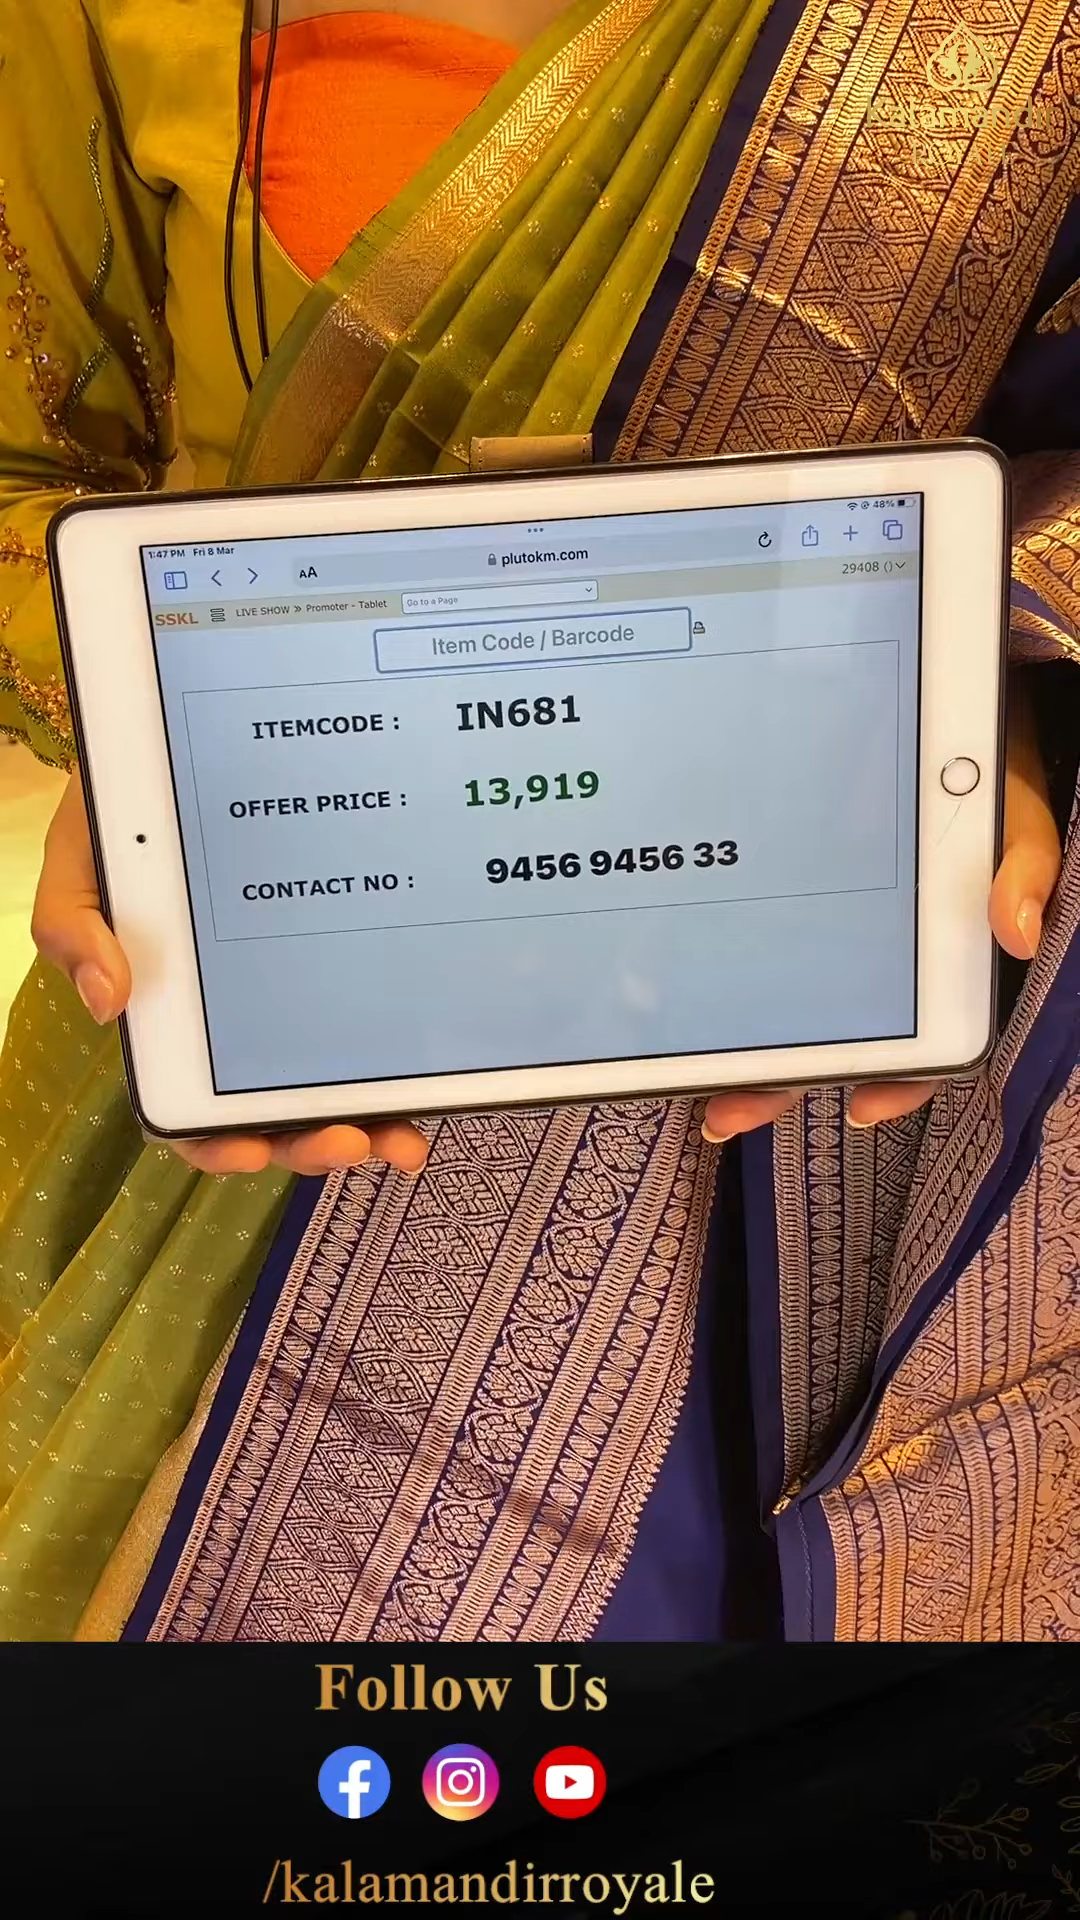 Kalamandir
1:47 PM Fri 8 Mar
48%
AA
plutokm.com
SSKL
LIVE SHOW » Promoter - Tablet
Go to a Page
29408 ()
Item Code / Barcode
ITEMCODE : IN681
OFFER PRICE : 13,919
CONTACT NO : 9456 9456 33
Follow Us
/kalamandirroyale